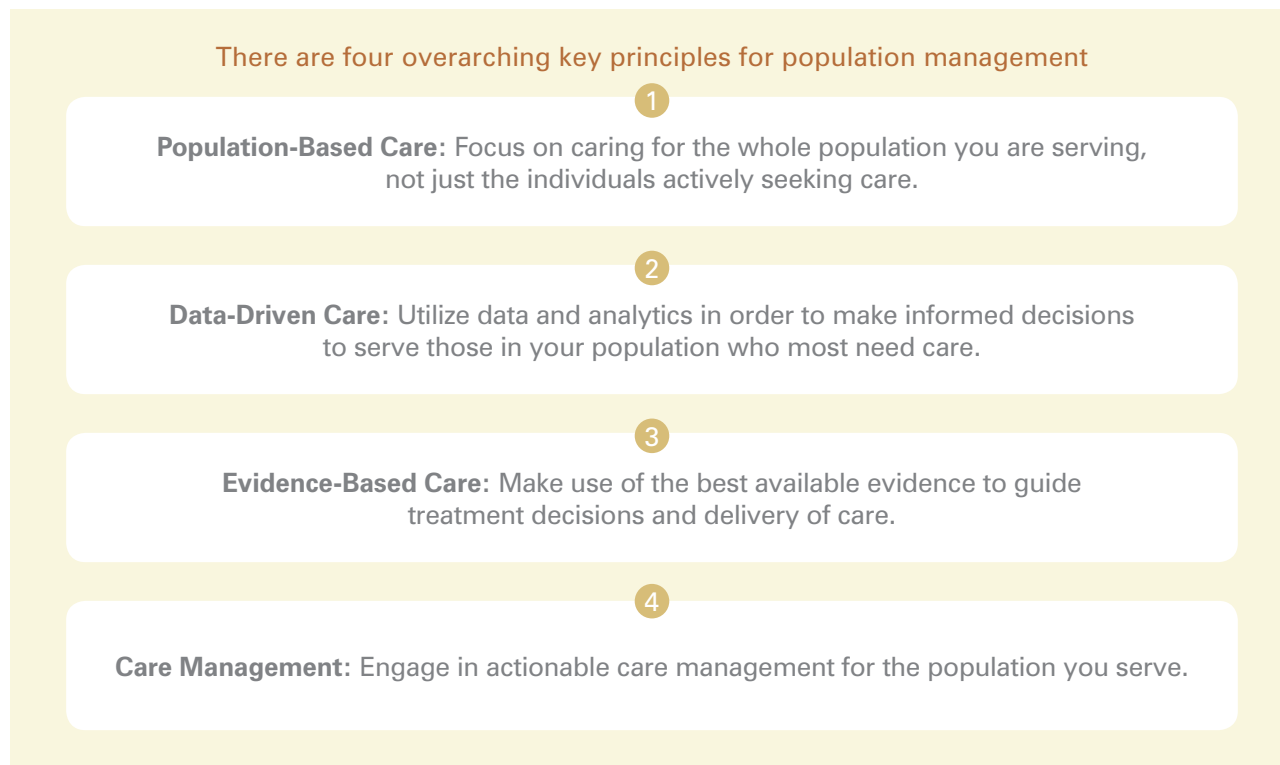 There are four overarching key principles for population management
1
Population-Based Care: Focus on caring for the whole population you are serving,
not just the individuals actively seeking care.
2
Data-Driven Care: Utilize data and analytics in order to make informed decisions
to serve those in your population who most need care.
3
Evidence-Based Care: Make use of the best available evidence to guide
treatment decisions and delivery of care.
4
Care Management: Engage in actionable care management for the population you serve.